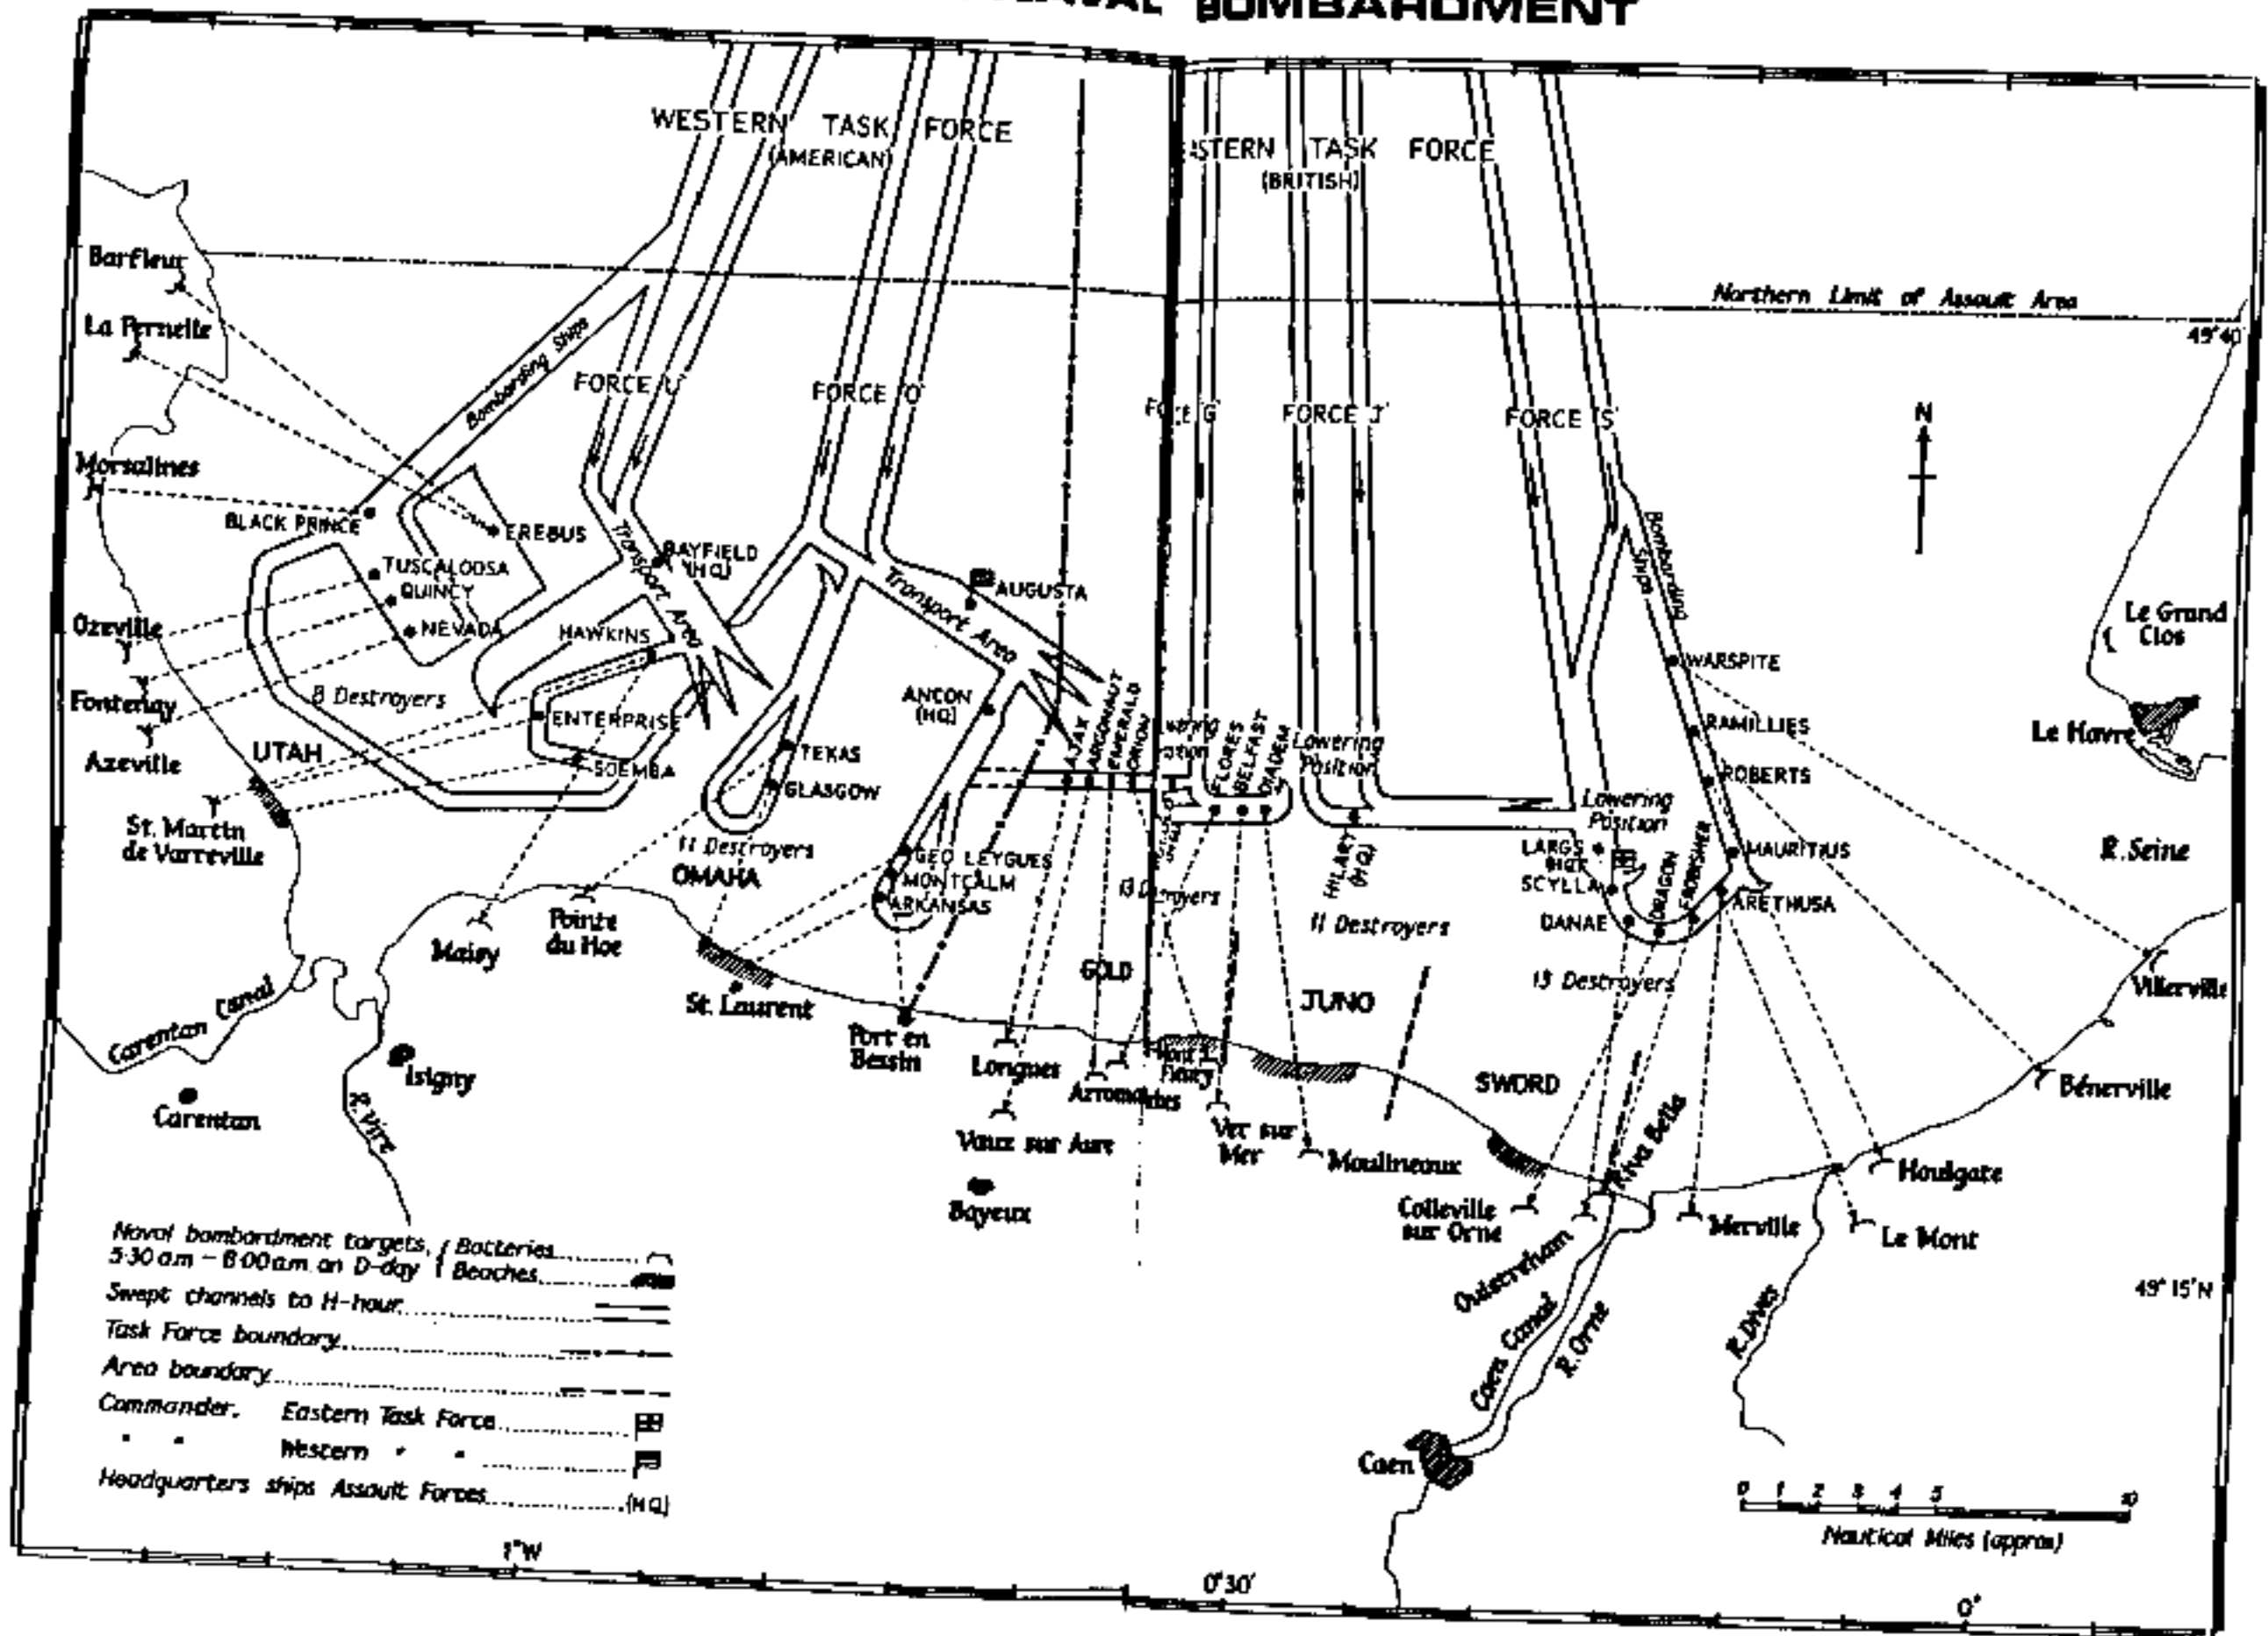 BOMBARDMENT
WESTERN TASK FORCE
(AMERICAN)
STERN TASK FORCE
(BRITISH)
Barfleur
La Pernelle
Morsalines
Ozeville
Fontenay
Azeville
St. Martin
de Varreville
Northern Limit of Assault Area
49°40'
N
Bombarding Ships
FORCE 'U'
FORCE 'O'
FORCE 'J'
FORCE 'S'
Bombarding
Ships
BLACK PRINCE
EREBUS
TUSCALOOSA
QUINCY
NEVADA
8 Destroyers
UTAH
Transport Area
BAYFIELD
(HQ)
HAWKINS
ENTERPRISE
SOEMBA
Transport Area
AUGUSTA
ANCON
(HQ)
TEXAS
GLASGOW
11 Destroyers
OMAHA
GEO LEYGUES
MONTCALM
ARKANSAS
AJAX
ARGONAUT
EMERALD
ORION
FLORES
BELFAST
DIADEM
Lowering
Position
HILARY
(HQ)
13 Destroyers
GOLD
11 Destroyers
JUNO
Lowering
Position
LARGS
(HQ)
SCYLLA
DANAE
DRAGON
FROBISHER
WARSPITE
RAMILLIES
ROBERTS
MAURITIUS
ARETHUSA
13 Destroyers
SWORD
Le Grand
Clos
Le Havre
R. Seine
Villerville
Bénerville
Houlgate
Le Mont
Merville
Riva Bella
Ouistreham
Colleville
sur Orne
Moulineaux
Ver sur
Mer
Mont
Fleury
Arromanches
Longues
Vaux sur Aure
Bayeux
Port en
Bessin
St. Laurent
Pointe
du Hoe
Maisy
Isigny
R. Vire
Carentan Canal
Carentan
Caen Canal
R. Orne
Caen
R. Dives
49°15'N
Naval bombardment targets, { Batteries
5·30 a.m – 8·00 a.m. on D-day { Beaches
Swept channels to H-hour
Task Force boundary
Area boundary
Commander, Eastern Task Force
" " Western " "
Headquarters ships Assault Forces (HQ)
0 1 2 3 4 5 10
Nautical Miles (approx)
1°W
0°30'
0°